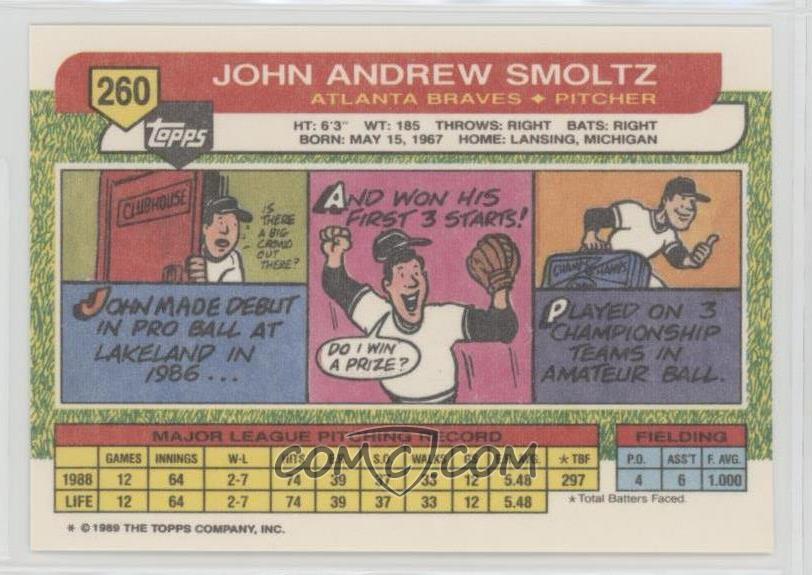 260
JOHN ANDREW SMOLTZ
ATLANTA BRAVES ✦ PITCHER
topps
HT: 6'3" WT: 185 THROWS: RIGHT BATS: RIGHT
BORN: MAY 15, 1967 HOME: LANSING, MICHIGAN
CLUBHOUSE
IS
THERE
A BIG
CROWD
OUT
THERE?
JOHN MADE DEBUT
IN PRO BALL AT
LAKELAND IN
1986...
AND WON HIS
FIRST 3 STARTS!
DO I WIN
A PRIZE?
PLAYED ON 3
CHAMPIONSHIP
TEAMS IN
AMATEUR BALL.
MAJOR LEAGUE PITCHING RECORD
GAMES INNINGS W-L HITS S.O. WALKS *TBF
1988 12 64 2-7 74 39 37 33 12 5.48 297
LIFE 12 64 2-7 74 39 37 33 12 5.48
*Total Batters Faced.
FIELDING
P.O. ASS'T F. AVG.
4 6 1.000
COMC.COM
* © 1989 THE TOPPS COMPANY, INC.